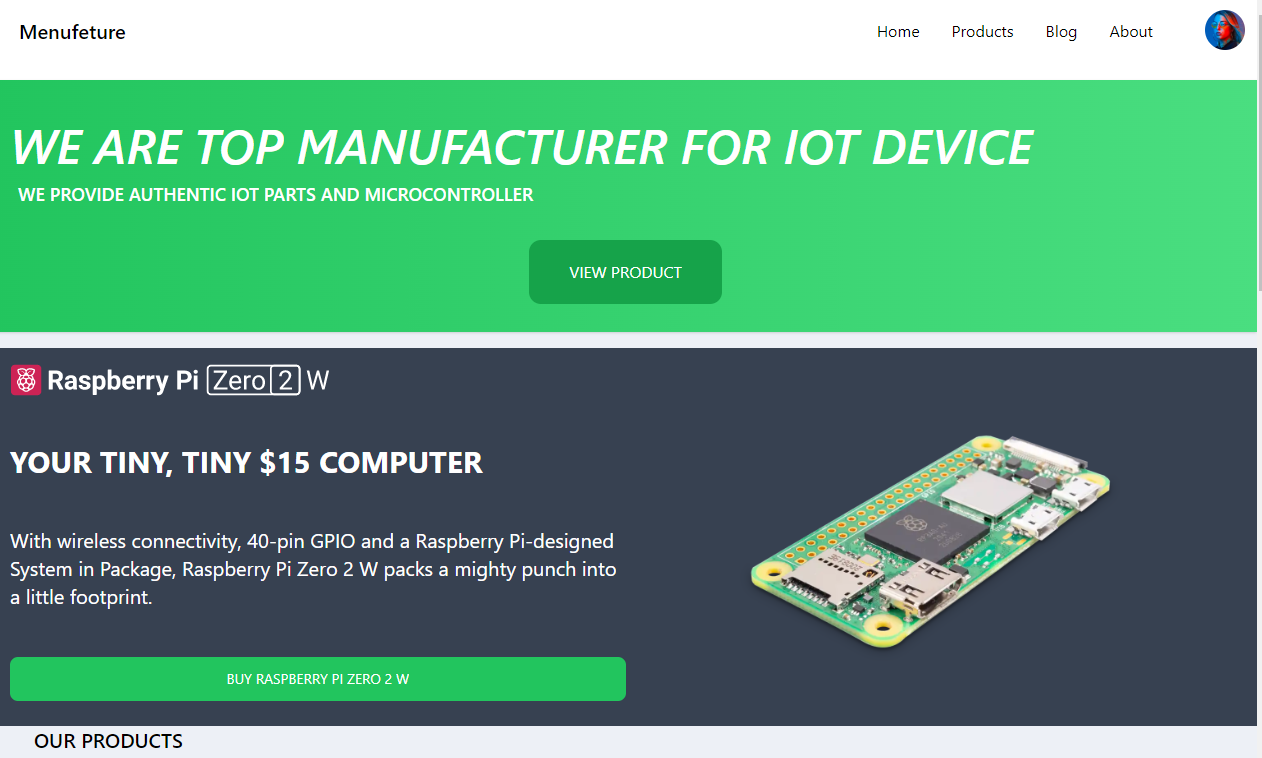 Menufeture
Home Products Blog About
WE ARE TOP MANUFACTURER FOR IOT DEVICE
WE PROVIDE AUTHENTIC IOT PARTS AND MICROCONTROLLER
VIEW PRODUCT
Raspberry Pi Zero 2 W
YOUR TINY, TINY $15 COMPUTER
With wireless connectivity, 40-pin GPIO and a Raspberry Pi-designed
System in Package, Raspberry Pi Zero 2 W packs a mighty punch into
a little footprint.
BUY RASPBERRY PI ZERO 2 W
OUR PRODUCTS